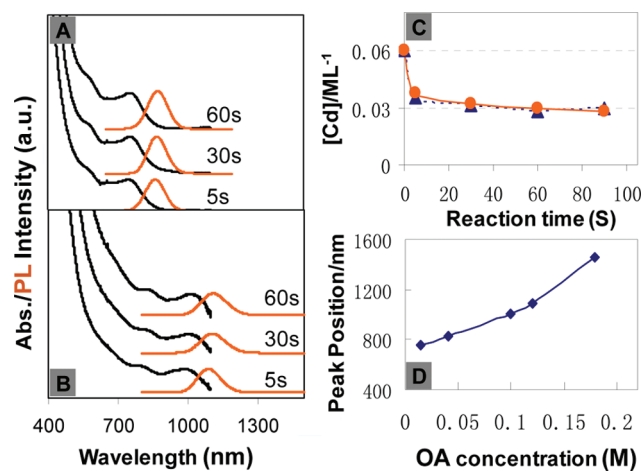 A
60s
30s
5s
B
60s
30s
5s
Abs./PL Intensity (a.u.)
400 700 1000 1300
Wavelength (nm)
C
[Cd]/ML-1
0.06
0.03
0
0 20 40 60 80 100
Reaction time (S)
D
Peak Position/nm
1600
1200
800
400
0 0.05 0.1 0.15 0.2
OA concentration (M)